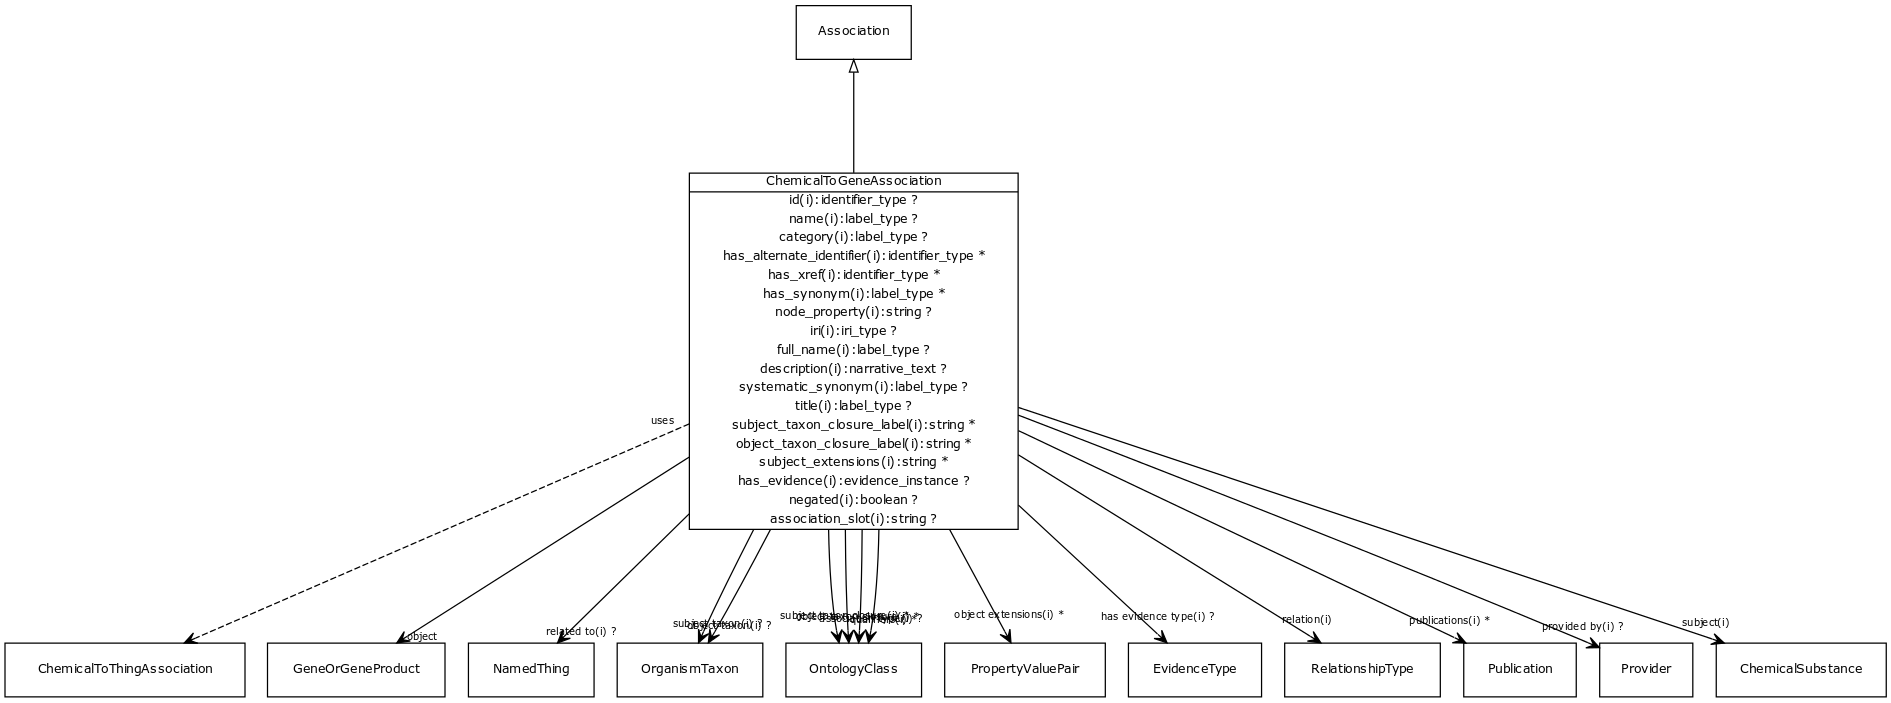 Association
ChemicalToGeneAssociation
id(i):identifier_type ?
name(i):label_type ?
category(i):label_type ?
has_alternate_identifier(i):identifier_type *
has_xref(i):identifier_type *
has_synonym(i):label_type *
node_property(i):string ?
iri(i):iri_type ?
full_name(i):label_type ?
description(i):narrative_text ?
systematic_synonym(i):label_type ?
title(i):label_type ?
subject_taxon_closure_label(i):string *
object_taxon_closure_label(i):string *
subject_extensions(i):string *
has_evidence(i):evidence_instance ?
negated(i):boolean ?
association_slot(i):string ?
uses
object
related to(i) ?
subject taxon(i) ?
object taxon(i) ?
object extensions(i) *
has evidence type(i) ?
relation(i)
publications(i) *
provided by(i) ?
subject(i)
ChemicalToThingAssociation
GeneOrGeneProduct
NamedThing
OrganismTaxon
OntologyClass
PropertyValuePair
EvidenceType
RelationshipType
Publication
Provider
ChemicalSubstance